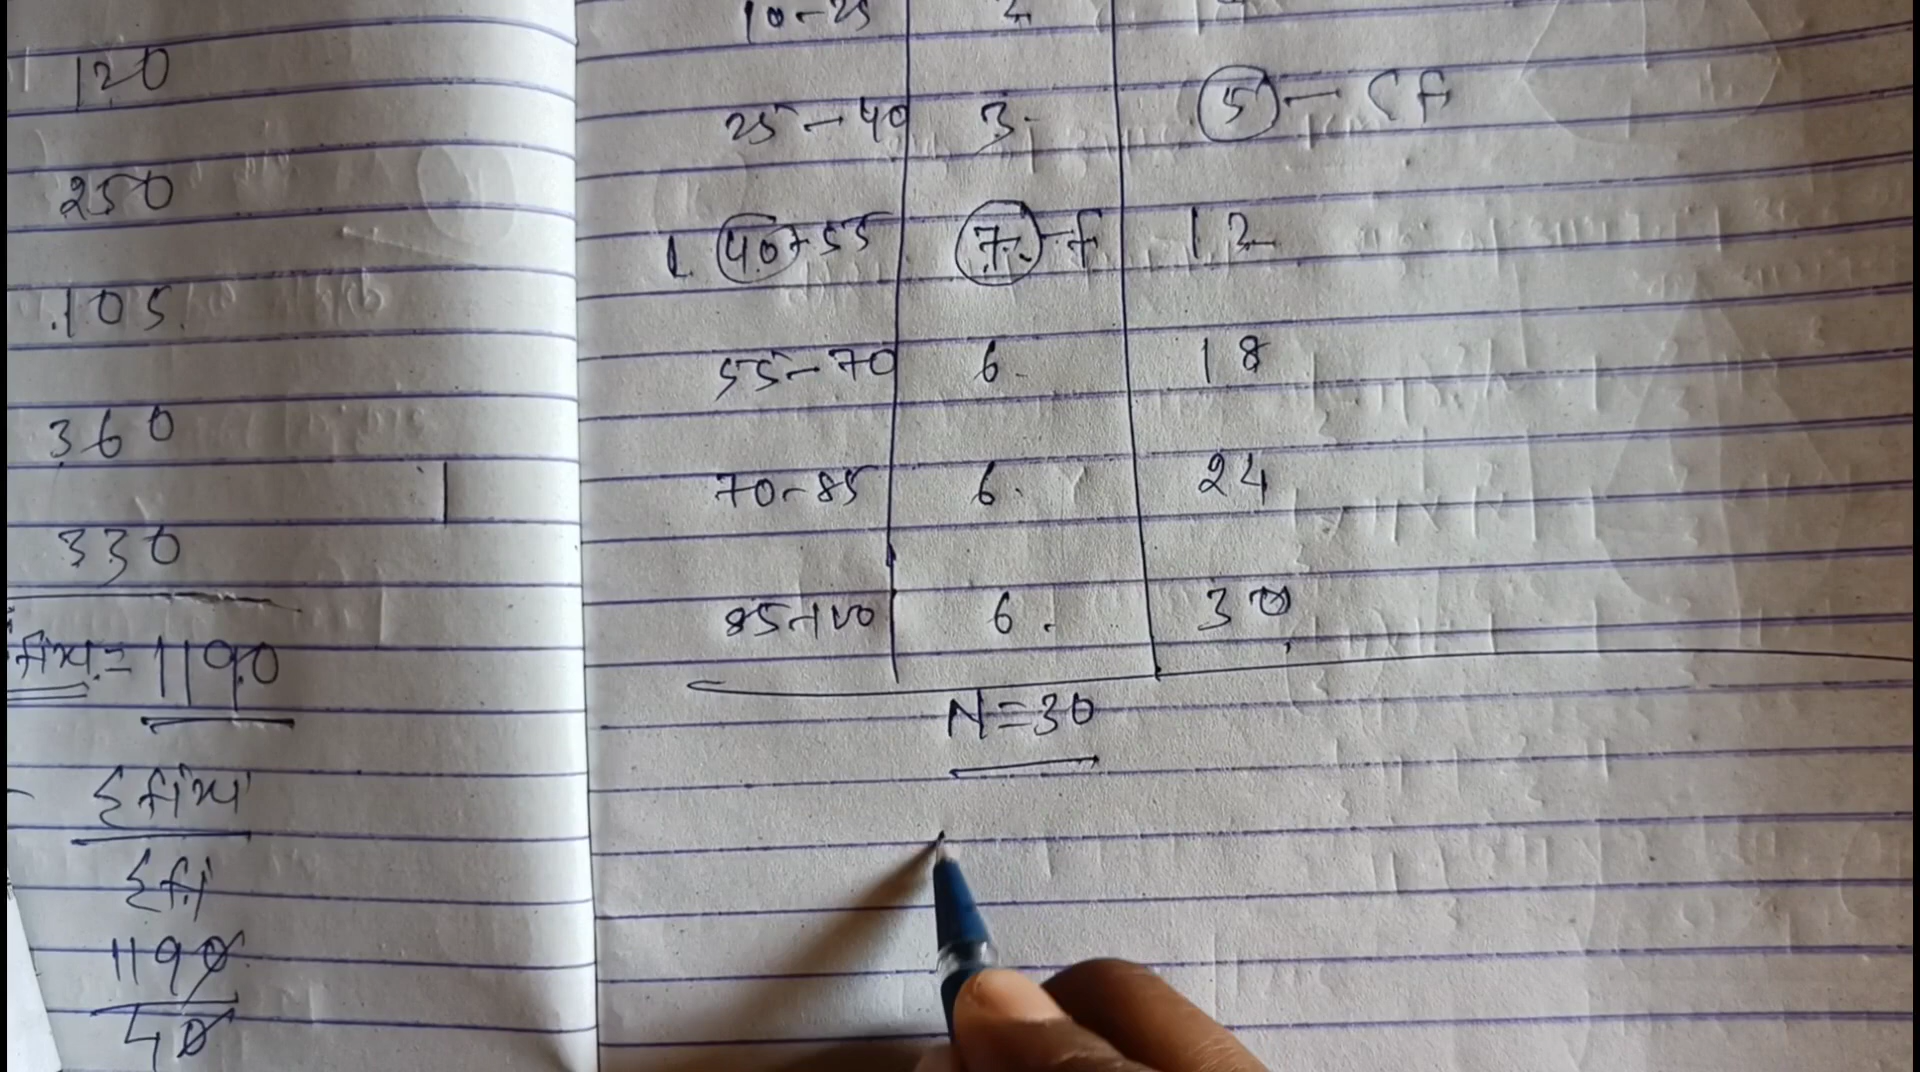 120
250
.105.
360
330
fixi = 1190
Σfixi
Σfi
1190
40
10-25 2
25-40 3. 5 - CF
l. 40-55 7 - f 12
55-70 6. 18
70-85 6. 24
85-100 6. 30
N=30